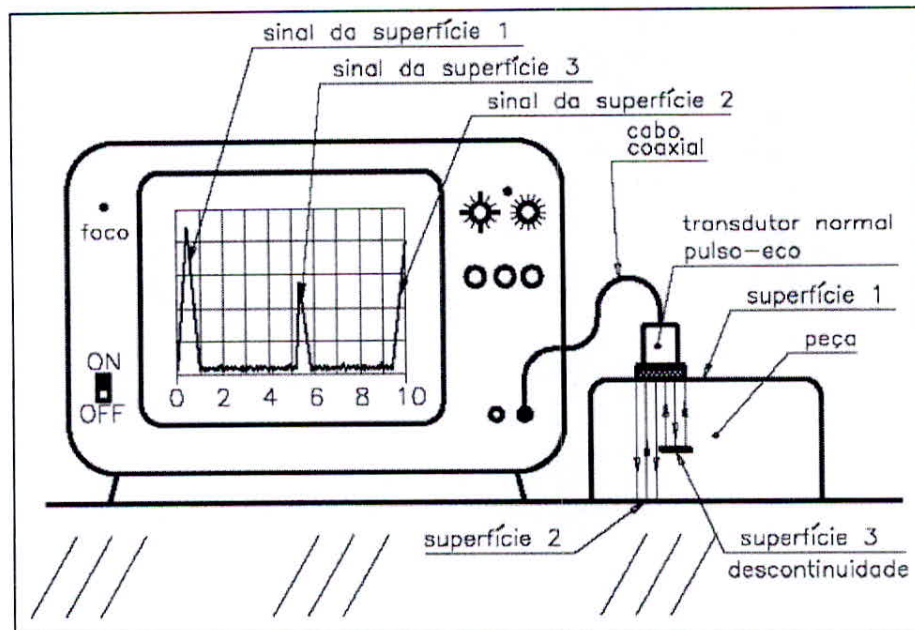 sinal da superfície 1
sinal da superfície 3
sinal da superfície 2
cabo
coaxial
foco
transdutor normal
pulso-eco
superfície 1
peça
ON
OFF
0 2 4 6 8 10
superfície 2
superfície 3
descontinuidade